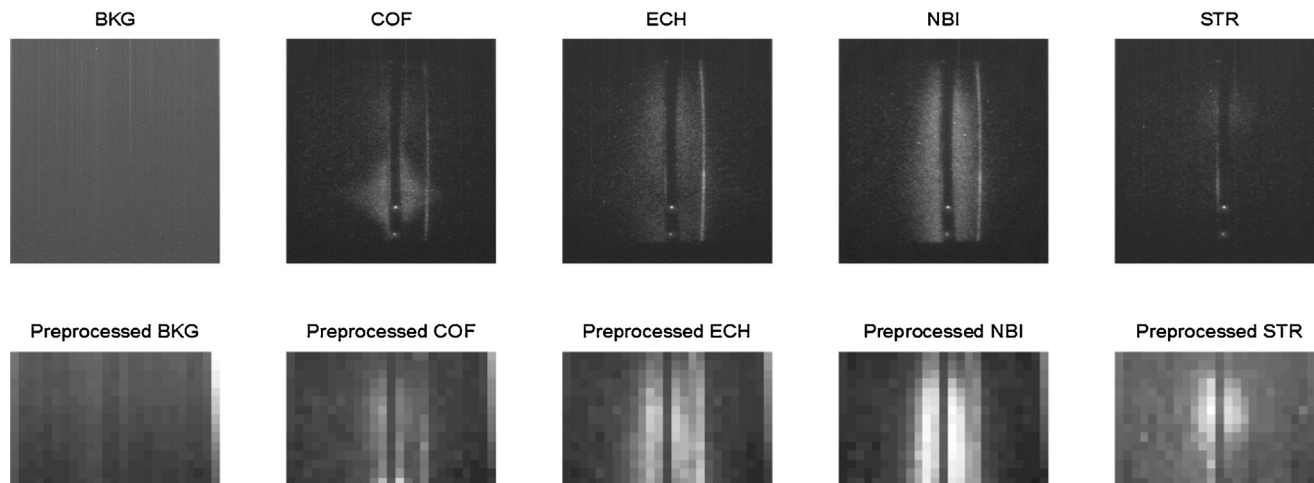 BKG COF ECH NBI STR
Preprocessed BKG Preprocessed COF Preprocessed ECH Preprocessed NBI Preprocessed STR